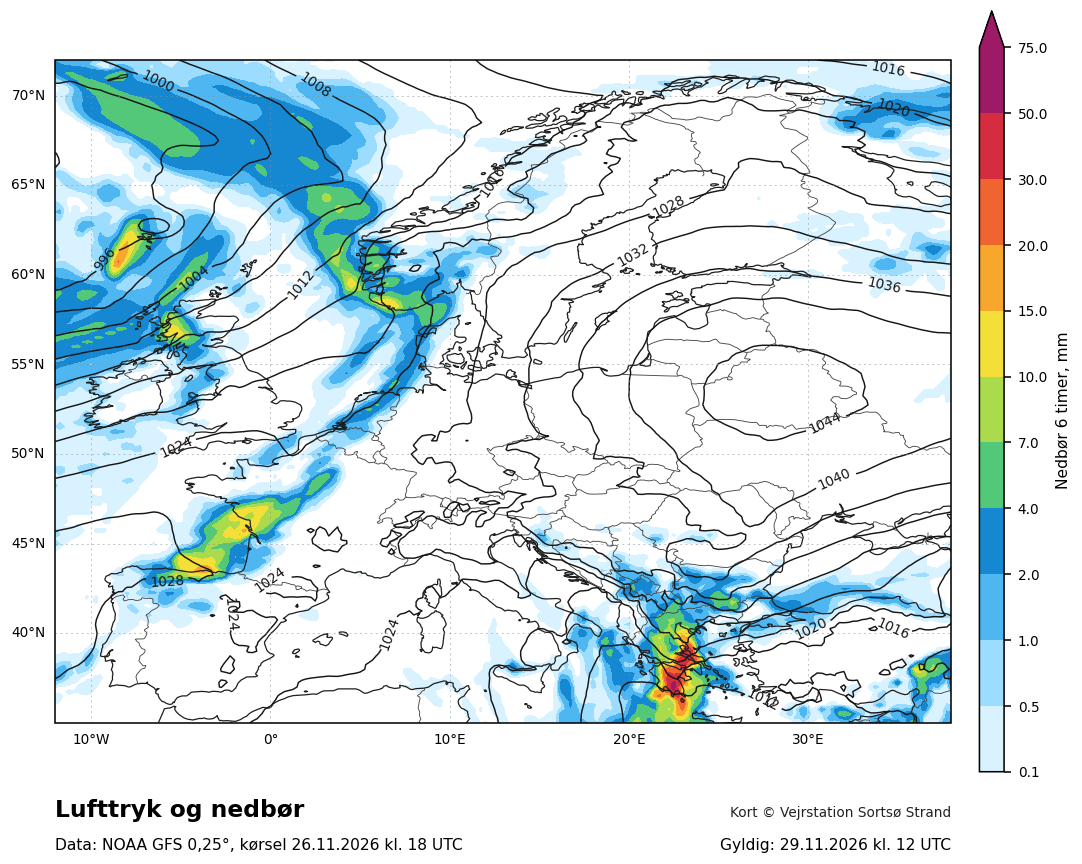 75.0
50.0
30.0
20.0
15.0
10.0
7.0
4.0
2.0
1.0
0.5
0.1
Nedbør 6 timer, mm
70°N
65°N
60°N
55°N
50°N
45°N
40°N
10°W
0°
10°E
20°E
30°E
1000
1008
1016
1020
1016
1028
1032
1036
996
1004
1012
1024
1044
1040
1028
1024
1024
1024
1020
1016
1012
Lufttryk og nedbør
Kort © Vejrstation Sortsø Strand
Data: NOAA GFS 0,25°, kørsel 26.11.2026 kl. 18 UTC
Gyldig: 29.11.2026 kl. 12 UTC